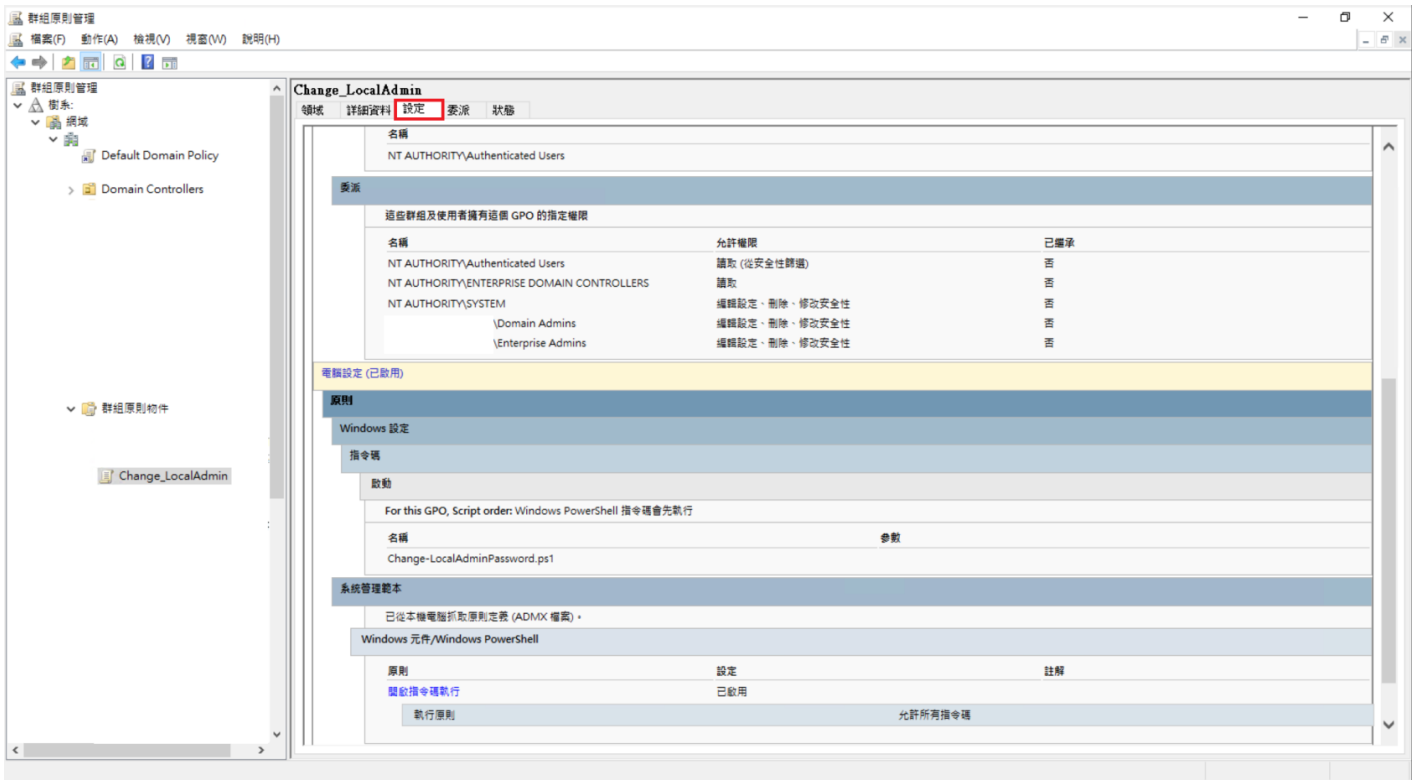 群組原則管理
檔案(F) 動作(A) 檢視(V) 視窗(W) 說明(H)
群組原則管理
樹系:
網域
Default Domain Policy
Domain Controllers
群組原則物件
Change_LocalAdmin
Change_LocalAdmin
領域 詳細資料 設定 委派 狀態
名稱
NT AUTHORITY\Authenticated Users
委派
這些群組及使用者擁有這個 GPO 的指定權限
名稱 允許權限 已繼承
NT AUTHORITY\Authenticated Users 讀取 (從安全性篩選) 否
NT AUTHORITY\ENTERPRISE DOMAIN CONTROLLERS 讀取 否
NT AUTHORITY\SYSTEM 編輯設定、刪除、修改安全性 否
\Domain Admins 編輯設定、刪除、修改安全性 否
\Enterprise Admins 編輯設定、刪除、修改安全性 否
電腦設定 (已啟用)
原則
Windows 設定
指令碼
啟動
For this GPO, Script order: Windows PowerShell 指令碼會先執行
名稱 參數
Change-LocalAdminPassword.ps1
系統管理範本
已從本機電腦抓取原則定義 (ADMX 檔案)。
Windows 元件/Windows PowerShell
原則 設定 註解
開啟指令碼執行 已啟用
執行原則 允許所有指令碼